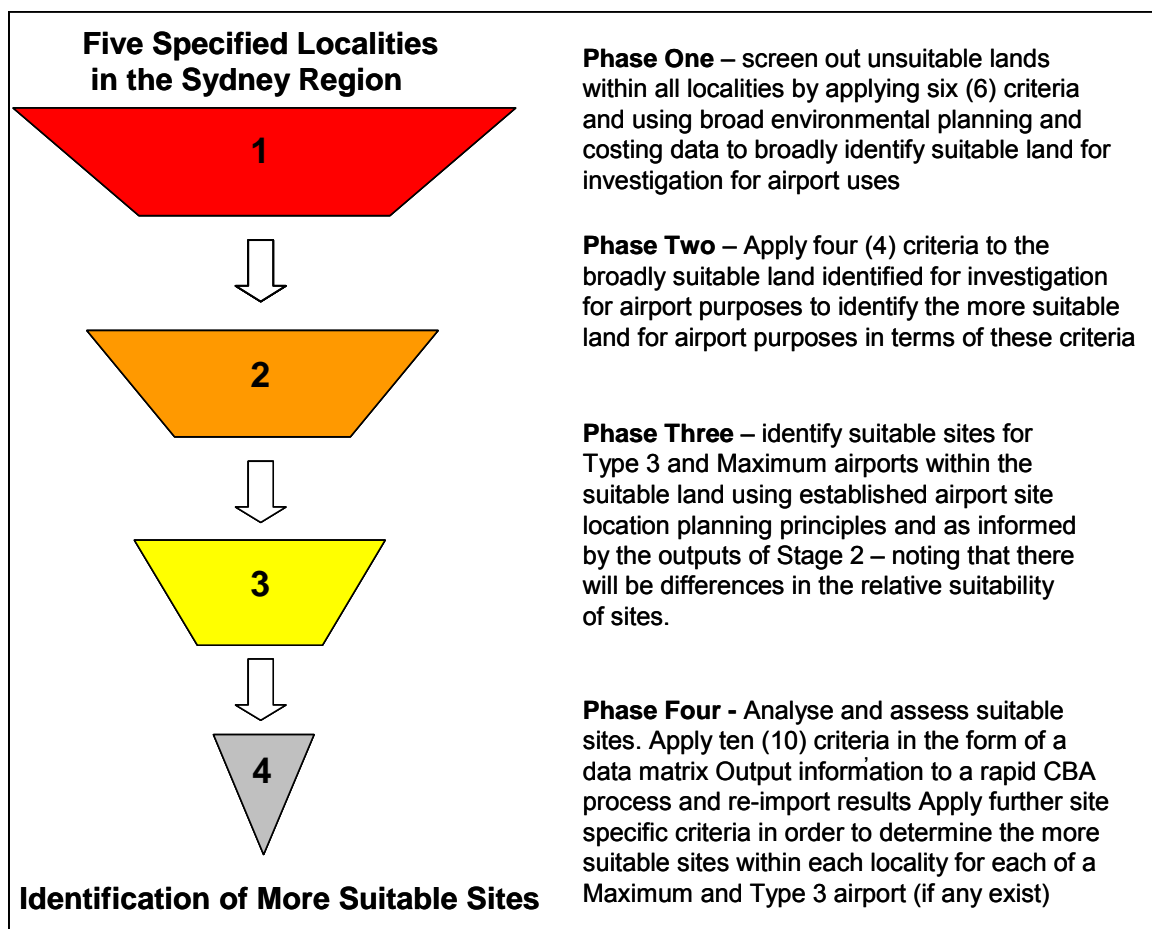 Five Specified Localities
in the Sydney Region
1
Phase One – screen out unsuitable lands
within all localities by applying six (6) criteria
and using broad environmental planning and
costing data to broadly identify suitable land for
investigation for airport uses
2
Phase Two – Apply four (4) criteria to the
broadly suitable land identified for investigation
for airport purposes to identify the more suitable
land for airport purposes in terms of these criteria
3
Phase Three – identify suitable sites for
Type 3 and Maximum airports within the
suitable land using established airport site
location planning principles and as informed
by the outputs of Stage 2 – noting that there
will be differences in the relative suitability
of sites.
4
Phase Four - Analyse and assess suitable
sites. Apply ten (10) criteria in the form of a
data matrix Output information to a rapid CBA
process and re-import results Apply further site
specific criteria in order to determine the more
suitable sites within each locality for each of a
Maximum and Type 3 airport (if any exist)
Identification of More Suitable Sites